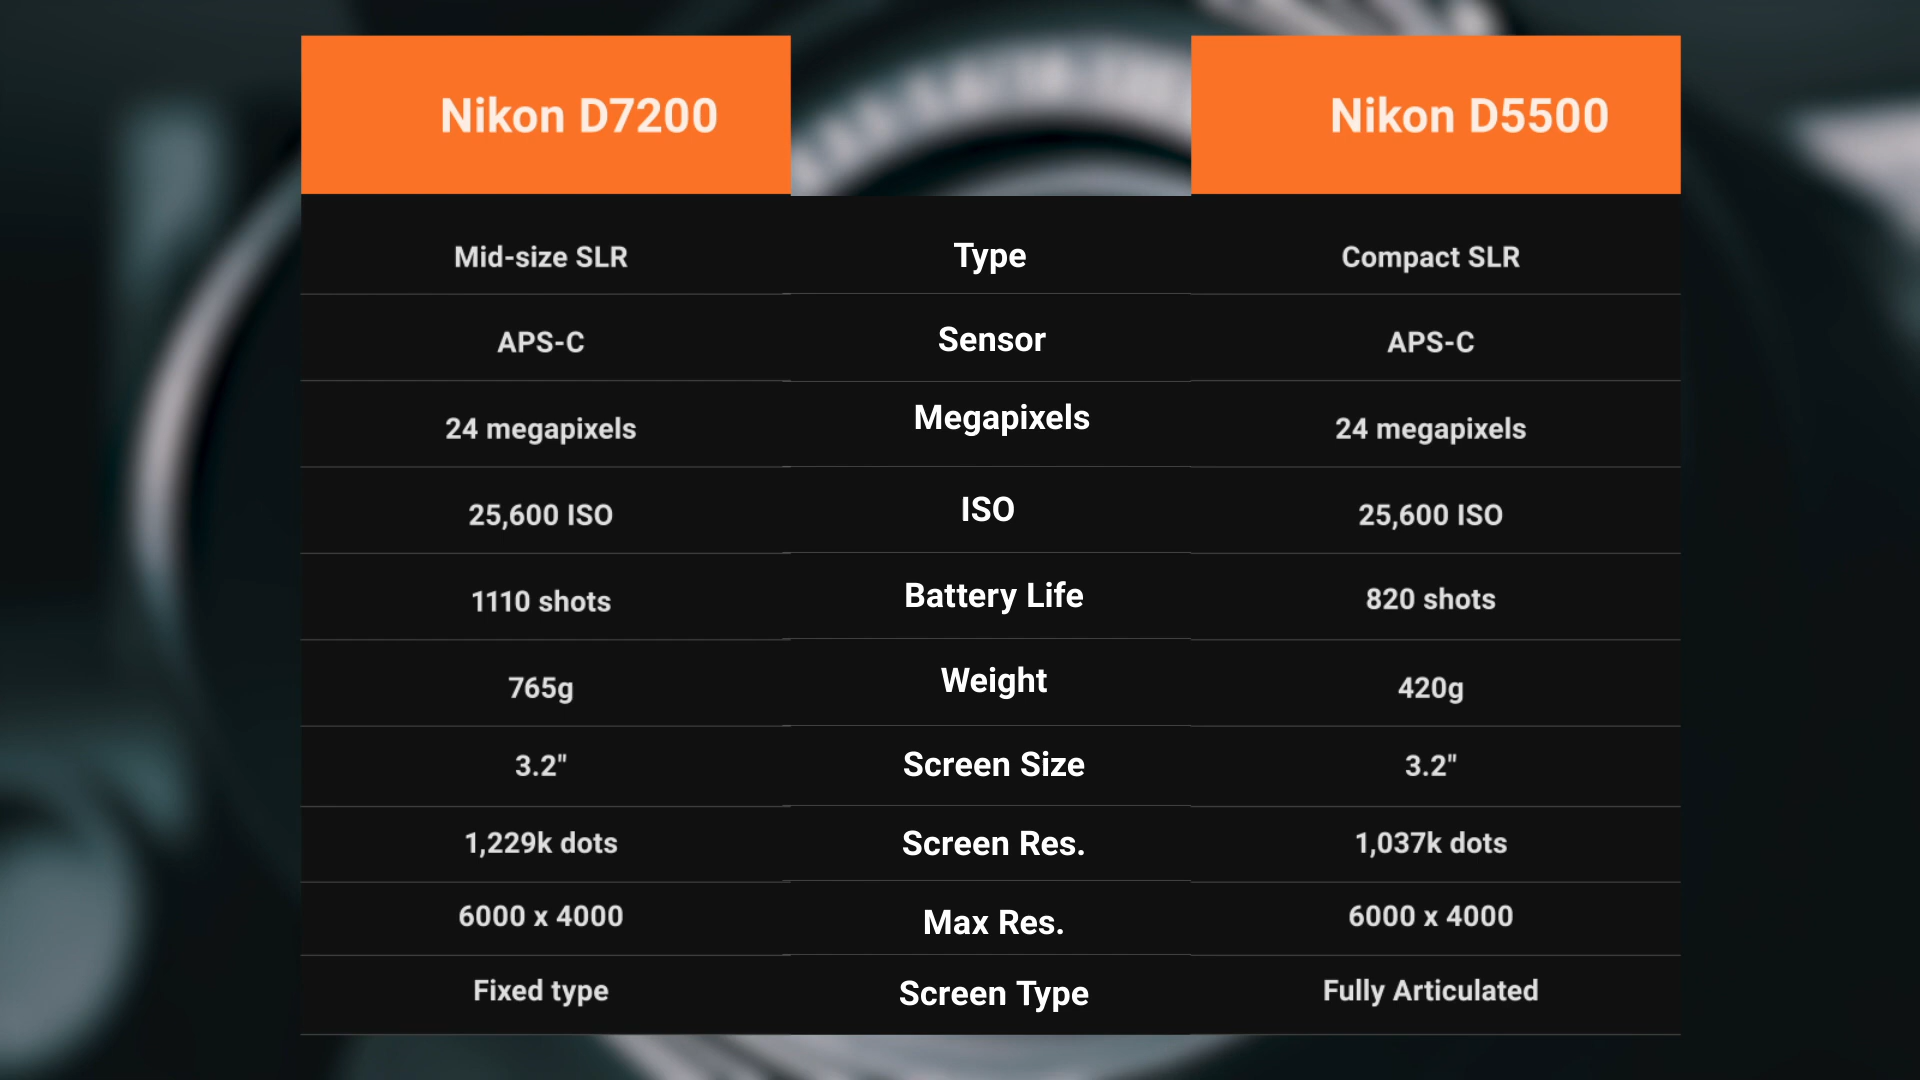 Nikon D7200 Nikon D5500
Mid-size SLR Type Compact SLR
APS-C Sensor APS-C
24 megapixels Megapixels 24 megapixels
25,600 ISO ISO 25,600 ISO
1110 shots Battery Life 820 shots
765g Weight 420g
3.2" Screen Size 3.2"
1,229k dots Screen Res. 1,037k dots
6000 x 4000 Max Res. 6000 x 4000
Fixed type Screen Type Fully Articulated